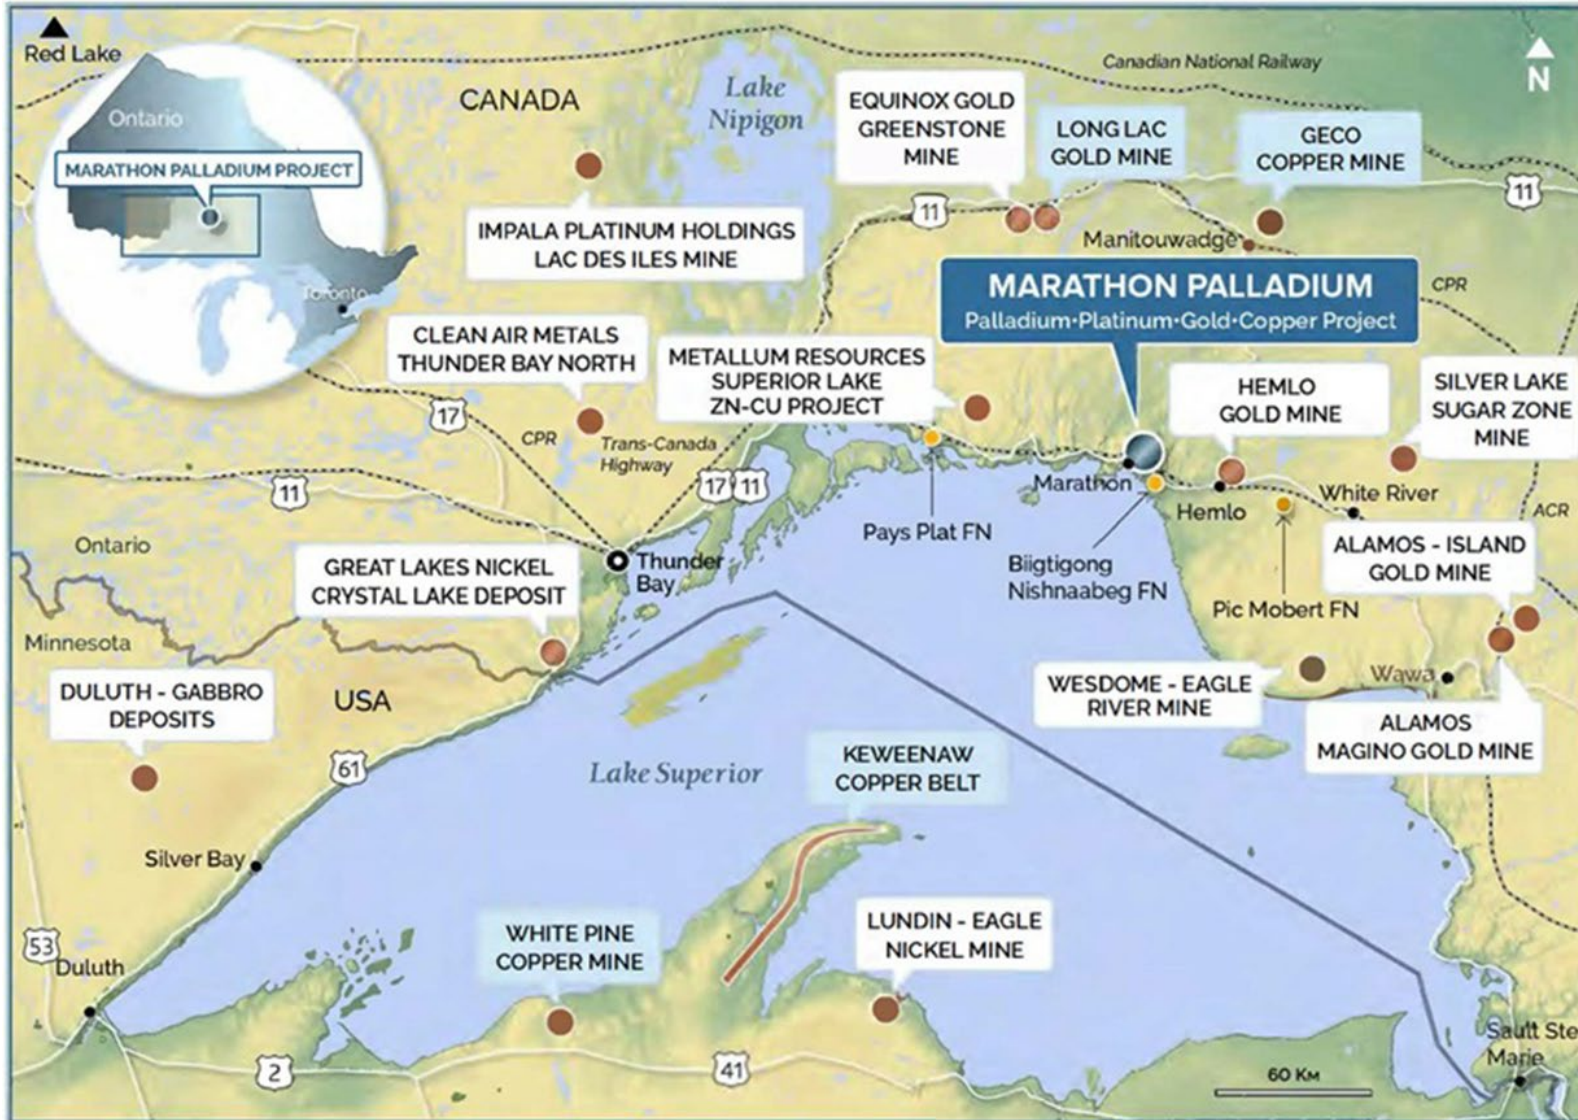 Red Lake
Ontario
MARATHON PALLADIUM PROJECT
Toronto
CANADA
Lake
Nipigon
Canadian National Railway
N
EQUINOX GOLD
GREENSTONE
MINE
LONG LAC
GOLD MINE
GECO
COPPER MINE
11
11
IMPALA PLATINUM HOLDINGS
LAC DES ILES MINE
Manitouwadge
MARATHON PALLADIUM
Palladium•Platinum•Gold•Copper Project
CPR
CLEAN AIR METALS
THUNDER BAY NORTH
METALLUM RESOURCES
SUPERIOR LAKE
ZN-CU PROJECT
HEMLO
GOLD MINE
SILVER LAKE
SUGAR ZONE
MINE
17
CPR
Trans-Canada
Highway
17
11
11
Marathon
Hemlo
White River
ACR
Pays Plat FN
Biigtigong
Nishnaabeg FN
Pic Mobert FN
ALAMOS - ISLAND
GOLD MINE
Ontario
Minnesota
GREAT LAKES NICKEL
CRYSTAL LAKE DEPOSIT
Thunder
Bay
DULUTH - GABBRO
DEPOSITS
USA
WESDOME - EAGLE
RIVER MINE
Wawa
ALAMOS
MAGINO GOLD MINE
61
Lake Superior
KEWEENAW
COPPER BELT
Silver Bay
53
Duluth
WHITE PINE
COPPER MINE
LUNDIN - EAGLE
NICKEL MINE
2
41
60 KM
Sault Ste
Marie